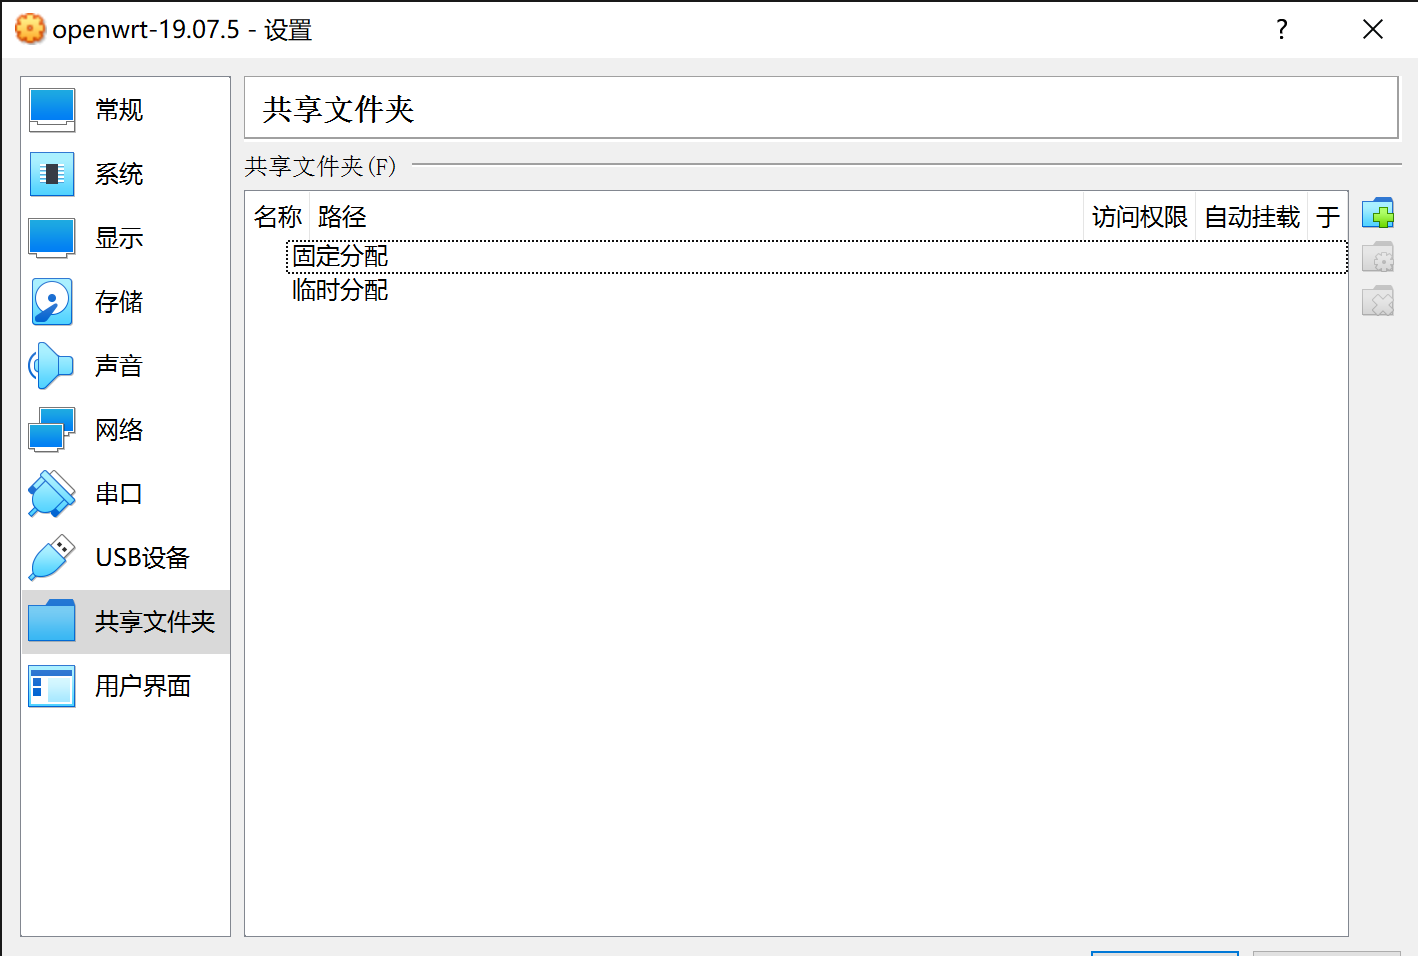 openwrt-19.07.5 - 设置
?
常规
系统
显示
存储
声音
网络
串口
USB设备
共享文件夹
用户界面
共享文件夹
共享文件夹(F)
名称 路径 访问权限 自动挂载 于
固定分配
临时分配